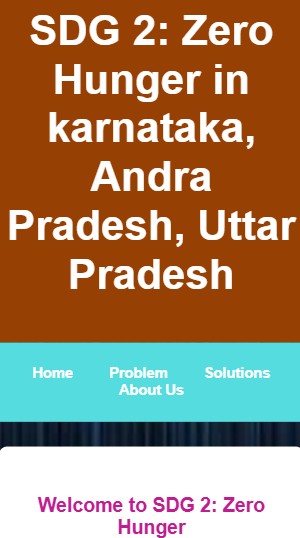 SDG 2: Zero
Hunger in
karnataka,
Andra
Pradesh, Uttar
Pradesh
Home Problem Solutions
About Us
Welcome to SDG 2: Zero
Hunger